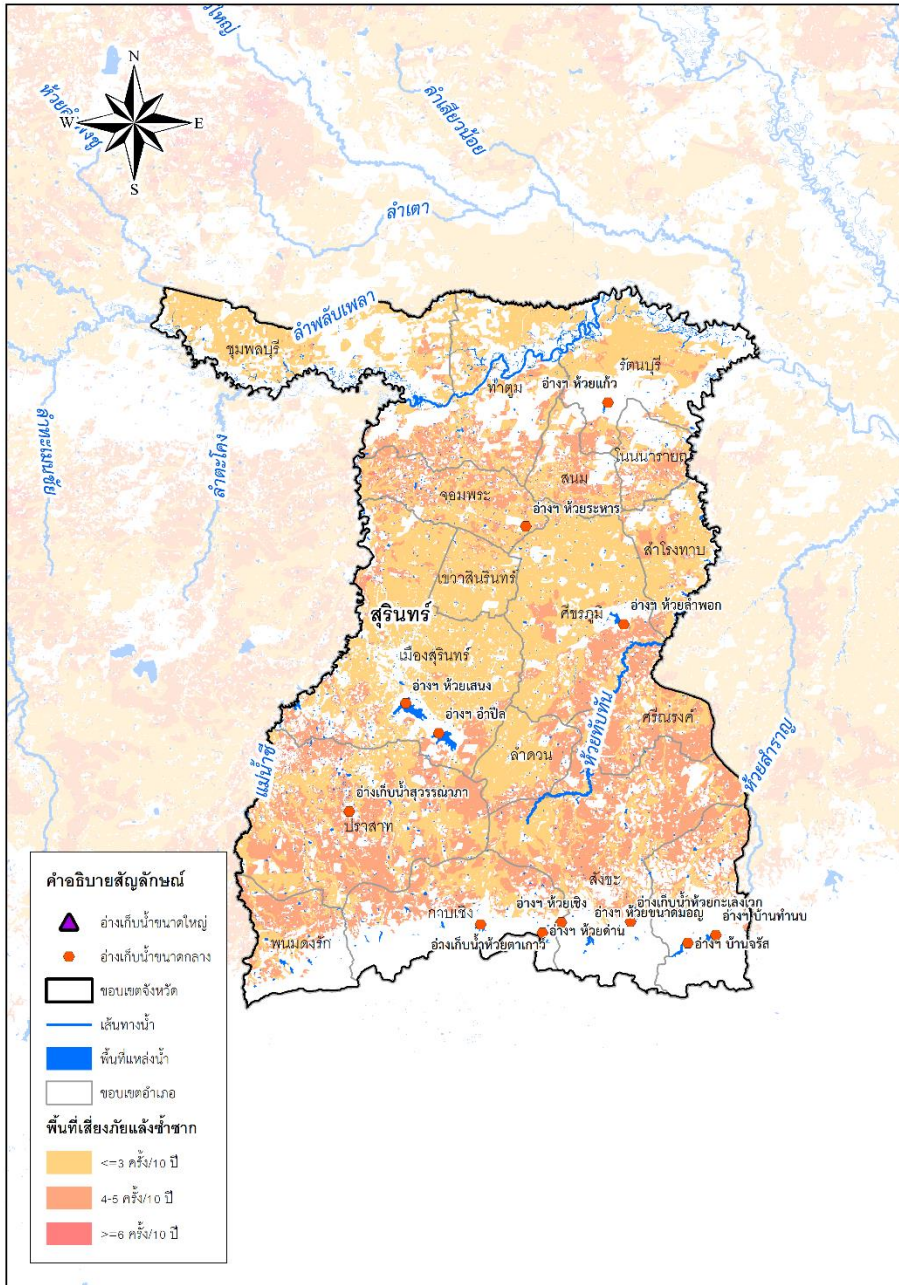 N
W
E
S
ลำเสียวน้อย
ลำเตา
ลำพลับเพลา
ชุมพลบุรี
รัตนบุรี
ท่าตูม
อ่างฯ ห้วยแก้ว
ลำทะเมนชัย
ลำตะโคง
โนนนารายณ์
สนม
จอมพระ
อ่างฯ ห้วยระหาร
สำโรงทาบ
เขวาสินรินทร์
สุรินทร์
ศีขรภูมิ
อ่างฯ ห้วยลำพอก
เมืองสุรินทร์
อ่างฯ ห้วยเสนง
อ่างฯ อำปึล
ศรีณรงค์
ห้วยทับทัน
ห้วยสำราญ
ลำดวน
แม่น้ำชี
อ่างเก็บน้ำสุวรรณาภา
ปราสาท
สังขะ
กาบเชิง
อ่างฯ ห้วยเชิง
อ่างเก็บน้ำห้วยกะเลงเวก
อ่างฯ ห้วยขนาดมอญ
อ่างฯ บ้านทำนบ
พนมดงรัก
อ่างเก็บน้ำห้วยตาเกาว์
อ่างฯ ห้วยด่าน
อ่างฯ บ้านจรัส
คำอธิบายสัญลักษณ์
อ่างเก็บน้ำขนาดใหญ่
อ่างเก็บน้ำขนาดกลาง
ขอบเขตจังหวัด
เส้นทางน้ำ
พื้นที่แหล่งน้ำ
ขอบเขตอำเภอ
พื้นที่เสี่ยงภัยแล้งซ้ำซาก
<=3 ครั้ง/10 ปี
4-5 ครั้ง/10 ปี
>=6 ครั้ง/10 ปี